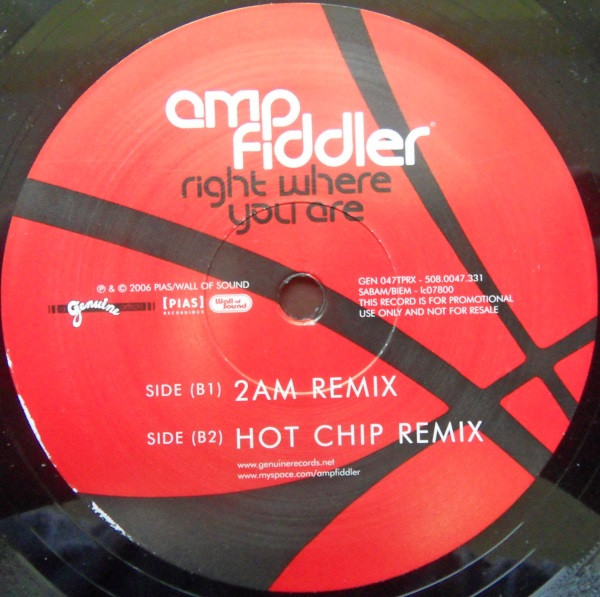 amp
fiddler
right where
you are
℗ & © 2006 PIAS/WALL OF SOUND
Genuine
[PIAS]
RECORDINGS
Wall of
Sound
GEN 047TPRX - 508.0047.331
SABAM/BIEM - lc07800
THIS RECORD IS FOR PROMOTIONAL
USE ONLY AND NOT FOR RESALE
SIDE (B1) 2AM REMIX
SIDE (B2) HOT CHIP REMIX
www.genuinerecords.net
www.myspace.com/ampfiddler